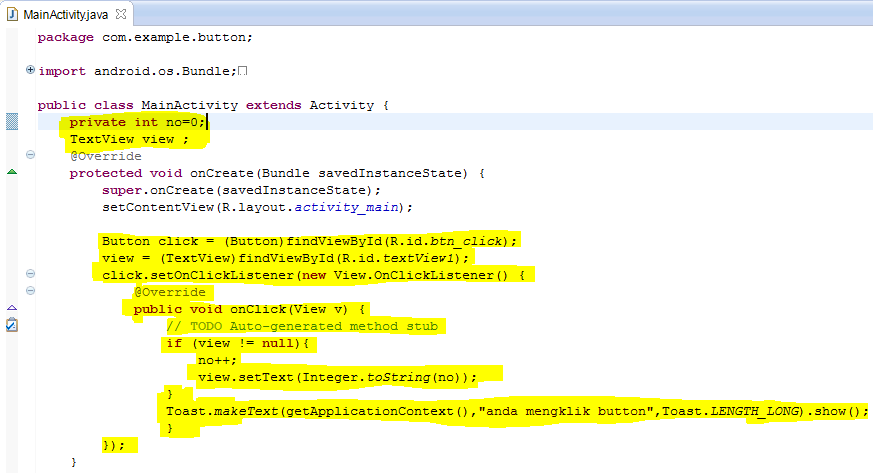 MainActivity.java
package com.example.button;
import android.os.Bundle;
public class MainActivity extends Activity {
private int no=0;
TextView view ;
@Override
protected void onCreate(Bundle savedInstanceState) {
super.onCreate(savedInstanceState);
setContentView(R.layout.activity_main);
Button click = (Button)findViewById(R.id.btn_click);
view = (TextView)findViewById(R.id.textView1);
click.setOnClickListener(new View.OnClickListener() {
@Override
public void onClick(View v) {
// TODO Auto-generated method stub
if (view != null){
no++;
view.setText(Integer.toString(no));
}
Toast.makeText(getApplicationContext(),"anda mengklik button",Toast.LENGTH_LONG).show();
}
});
}